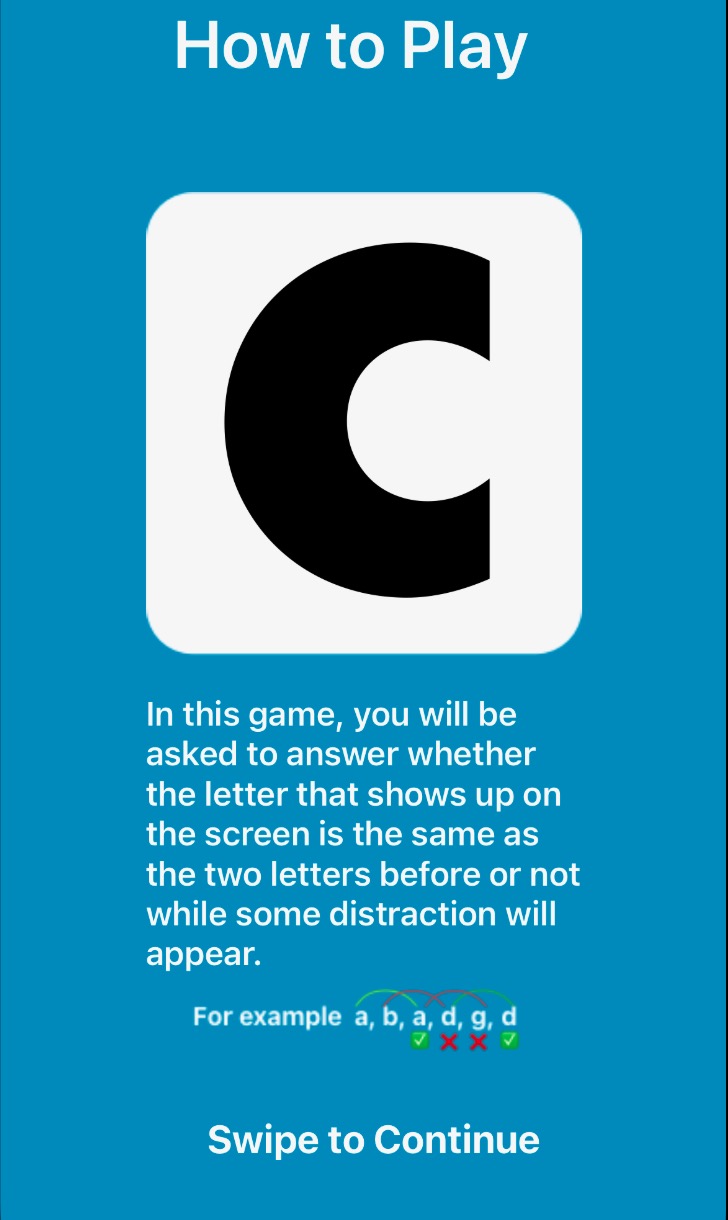 How to Play
C
In this game, you will be
asked to answer whether
the letter that shows up on
the screen is the same as
the two letters before or not
while some distraction will
appear.
For example a, b, a, d, g, d
Swipe to Continue